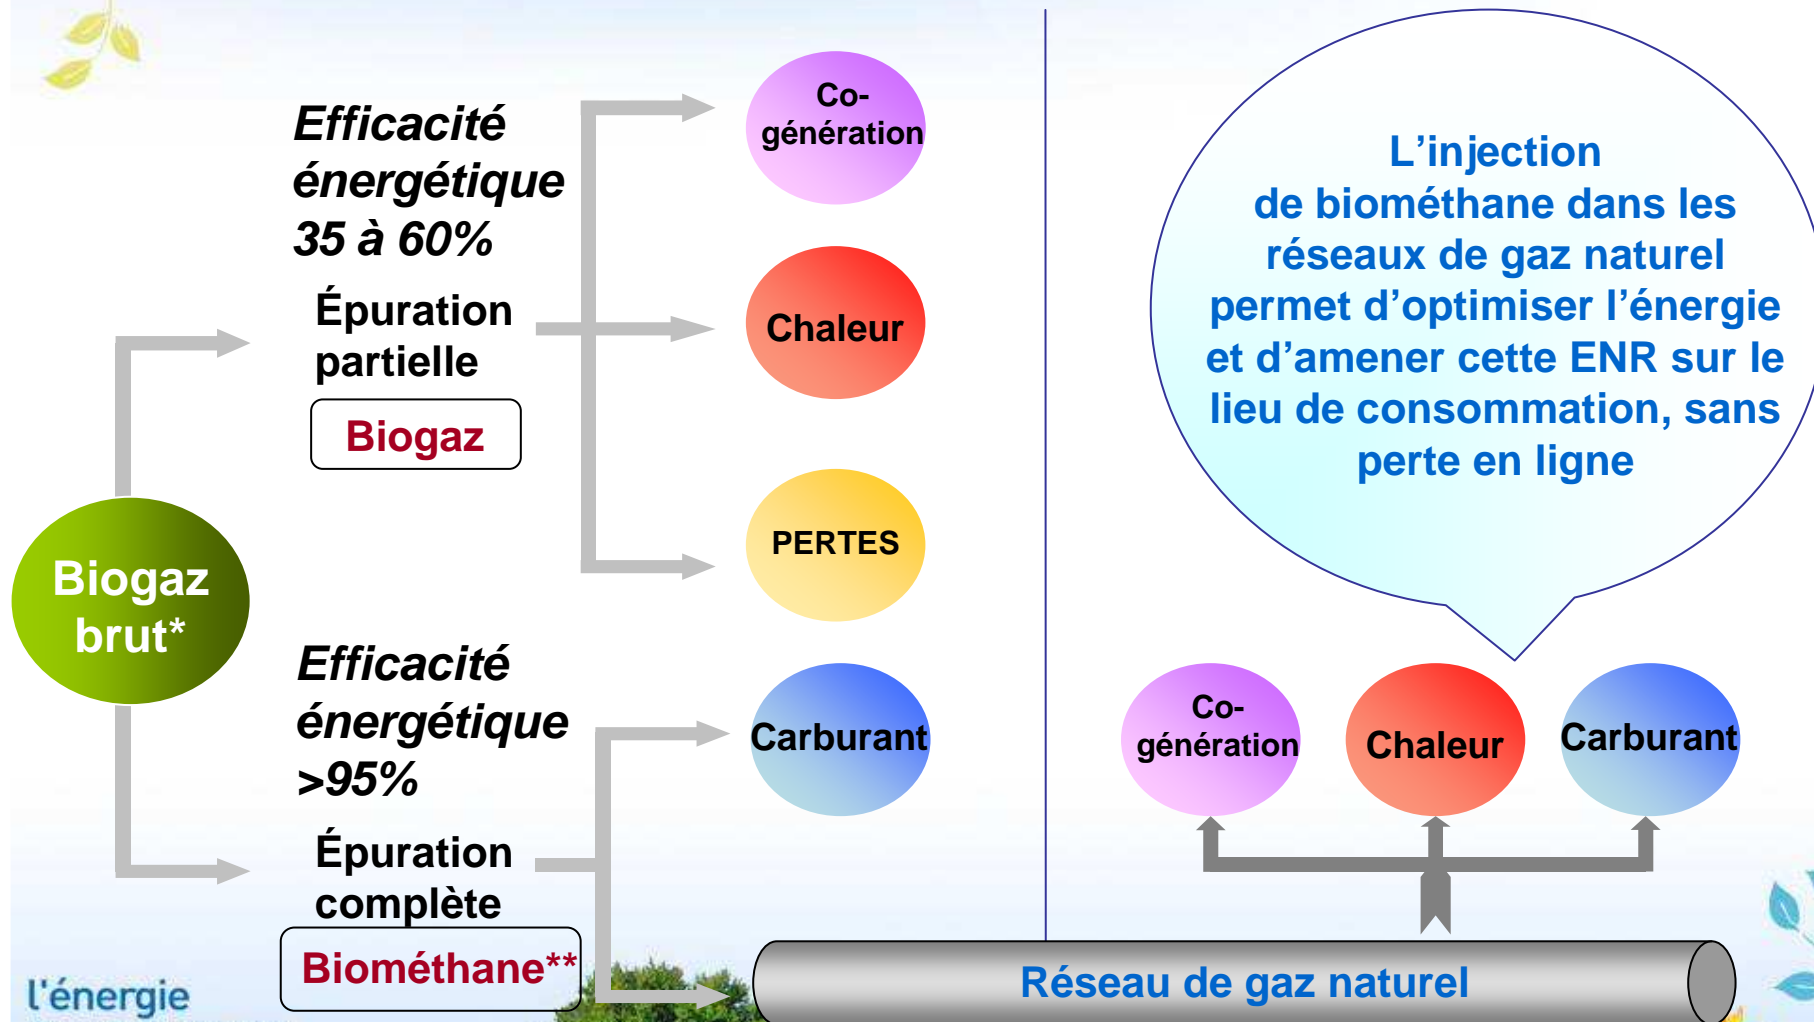 Efficacité
énergétique
35 à 60%
Épuration
partielle
Biogaz
Biogaz
brut*
Efficacité
énergétique
>95%
Épuration
complète
Biométhane**
l'énergie
Co-
génération
Chaleur
PERTES
Carburant
L’injection
de biométhane dans les
réseaux de gaz naturel
permet d’optimiser l’énergie
et d’amener cette ENR sur le
lieu de consommation, sans
perte en ligne
Co-
génération
Chaleur
Carburant
Réseau de gaz naturel